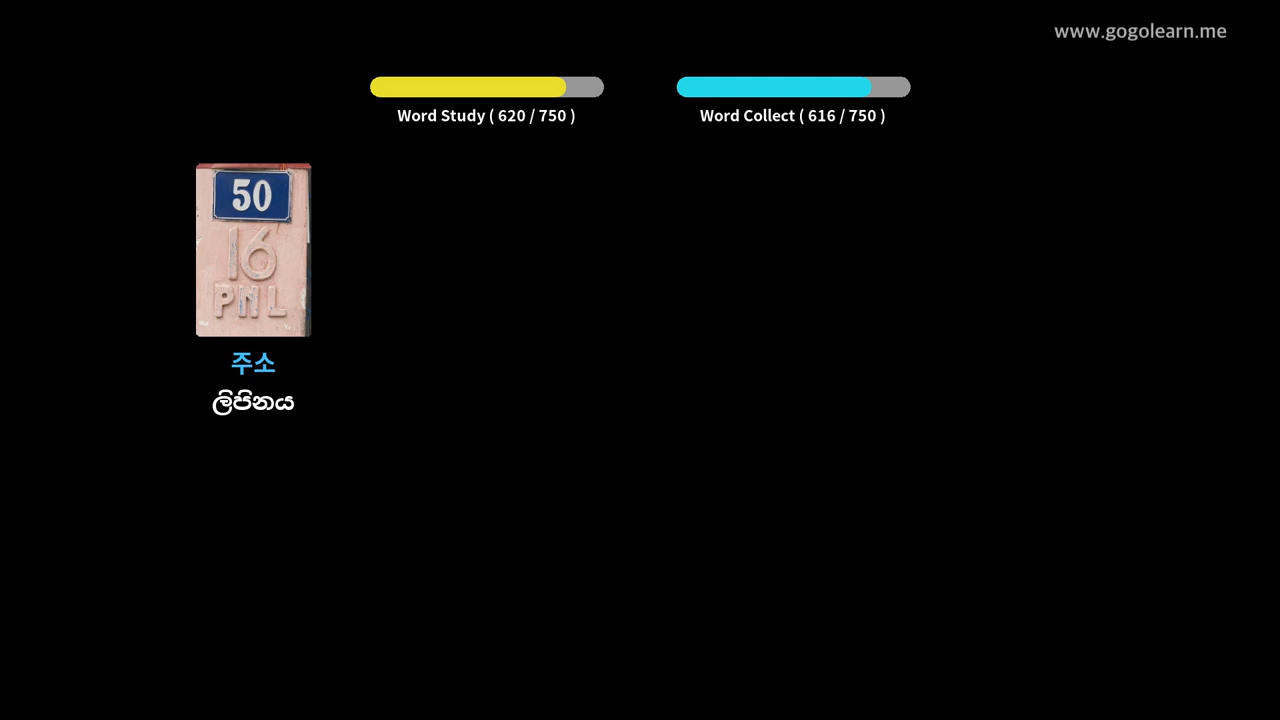 www.gogolearn.me
Word Study ( 620 / 750 )
Word Collect ( 616 / 750 )
50
16
PNL
주소
ලිපිනය